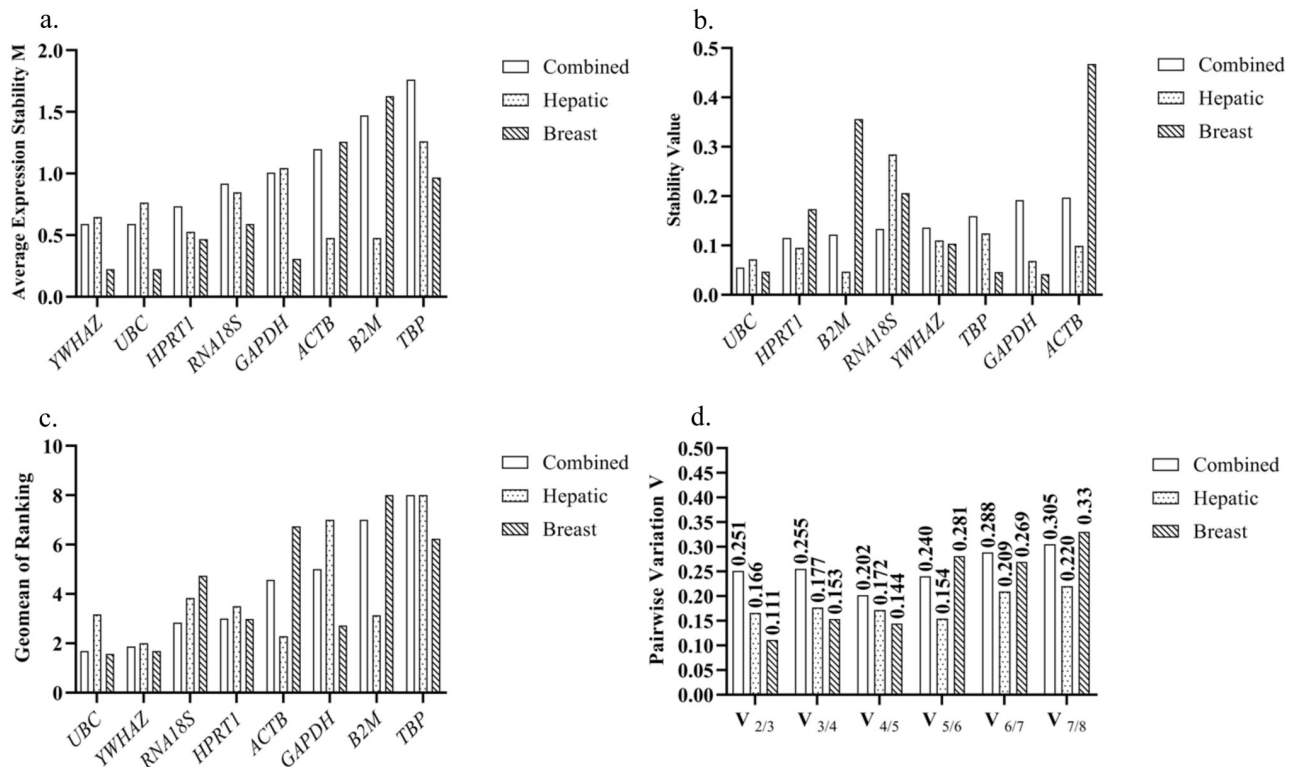 a.
Average Expression Stability M
2.0
1.5
1.0
0.5
0.0
YWHAZ
UBC
HPRT1
RNA18S
GAPDH
ACTB
B2M
TBP
Combined
Hepatic
Breast
b.
Stability Value
0.5
0.4
0.3
0.2
0.1
0.0
UBC
HPRT1
B2M
RNA18S
YWHAZ
TBP
GAPDH
ACTB
Combined
Hepatic
Breast
c.
Geomean of Ranking
10
8
6
4
2
0
UBC
YWHAZ
RNA18S
HPRT1
ACTB
GAPDH
B2M
TBP
Combined
Hepatic
Breast
d.
Pairwise Variation V
0.50
0.45
0.40
0.35
0.30
0.25
0.20
0.15
0.10
0.05
0.00
0.251
0.166
0.111
0.255
0.177
0.153
0.202
0.172
0.144
0.240
0.154
0.281
0.288
0.209
0.269
0.305
0.220
0.33
V 2/3
V 3/4
V 4/5
V 5/6
V 6/7
V 7/8
Combined
Hepatic
Breast